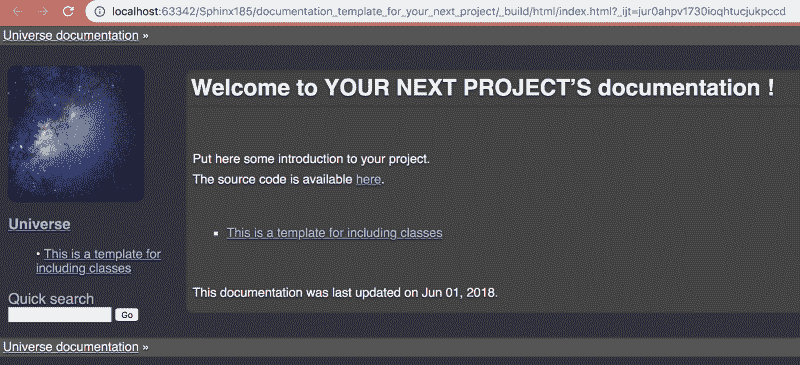 localhost:63342/Sphinx185/documentation_template_for_your_next_project/_build/html/index.html?_ijt=jur0ahpv1730ioqhtucjukpccd
Universe documentation »
Welcome to YOUR NEXT PROJECT'S documentation !
Put here some introduction to your project.
The source code is available here.
▪ This is a template for including classes
This documentation was last updated on Jun 01, 2018.
Universe
• This is a template for
including classes
Quick search
Go
Universe documentation »